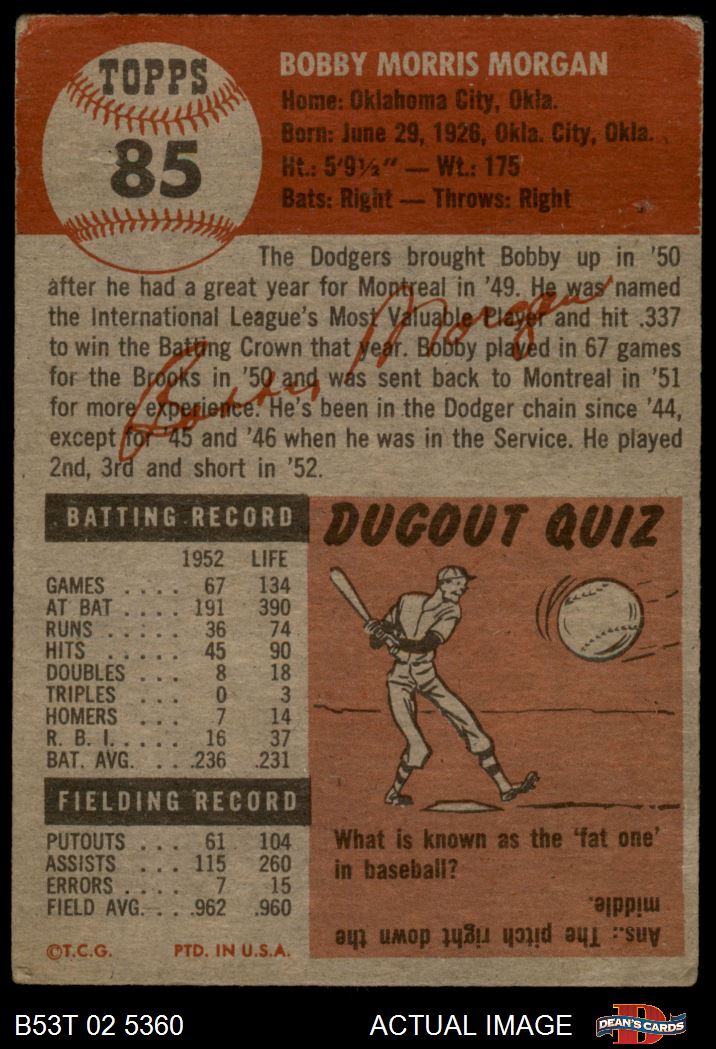 TOPPS
85
BOBBY MORRIS MORGAN
Home: Oklahoma City, Okla.
Born: June 29, 1926, Okla. City, Okla.
Ht.: 5'9½" — Wt.: 175
Bats: Right — Throws: Right
The Dodgers brought Bobby up in '50
after he had a great year for Montreal in '49. He was named
the International League's Most Valuable Player and hit .337
to win the Batting Crown that year. Bobby played in 67 games
for the Brooks in '50 and was sent back to Montreal in '51
for more experience. He's been in the Dodger chain since '44,
except for '45 and '46 when he was in the Service. He played
2nd, 3rd and short in '52.
Bobby Morgan
BATTING RECORD
1952 LIFE
GAMES .... 67 134
AT BAT .... 191 390
RUNS ..... 36 74
HITS ..... 45 90
DOUBLES .... 8 18
TRIPLES .... 0 3
HOMERS ... 7 14
R. B. I. .... 16 37
BAT. AVG. ... .236 .231
FIELDING RECORD
PUTOUTS ... 61 104
ASSISTS ... 115 260
ERRORS .... 7 15
FIELD AVG.... .962 .960
©T.C.G. PTD. IN U.S.A.
DUGOUT QUIZ
What is known as the 'fat one'
in baseball?
Ans.: The pitch right down the
middle.
B53T 02 5360 ACTUAL IMAGE
D
DEAN'S CARDS